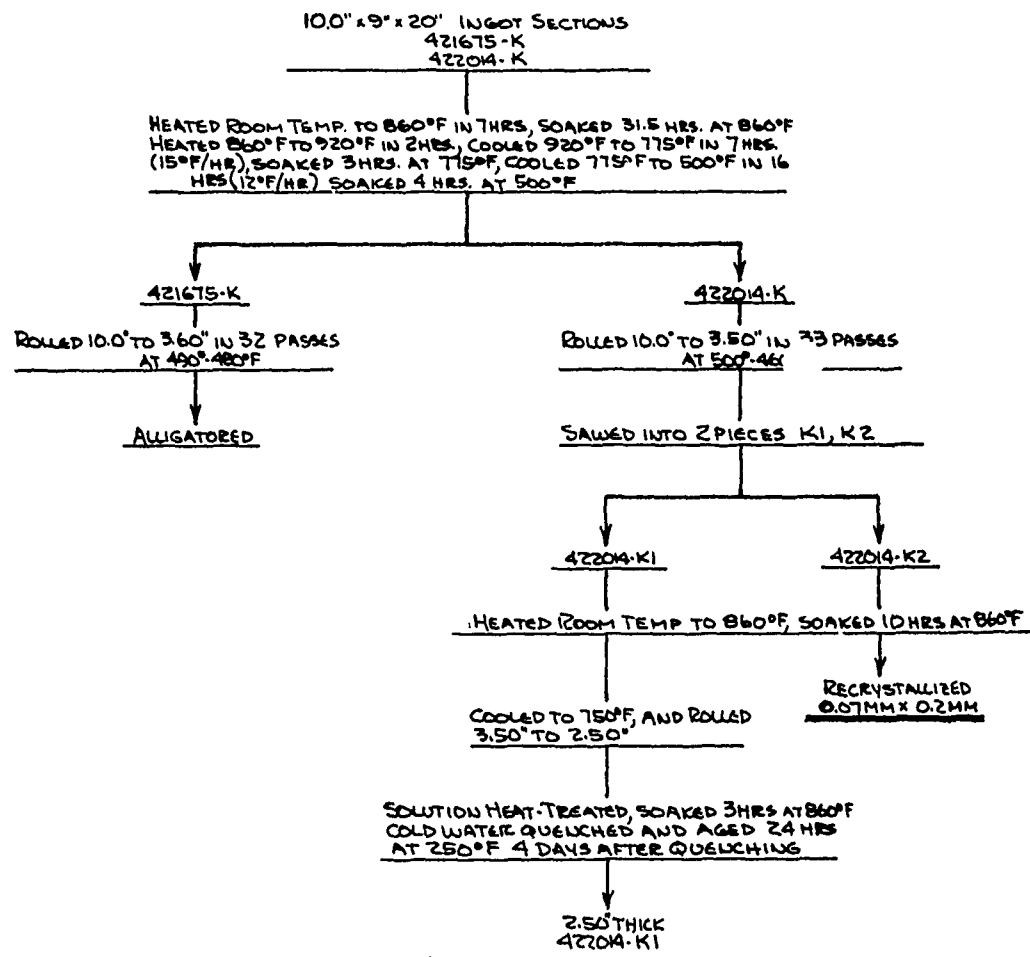 10.0" x 9" x 20" INGOT SECTIONS
421675-K
422014-K
HEATED ROOM TEMP. TO 860°F IN 7HRS, SOAKED 31.5 HRS. AT 860°F
HEATED 860°F TO 920°F IN 2HRS., COOLED 920°F TO 775°F IN 7HRS.
(15°F/HR), SOAKED 3HRS. AT 775°F, COOLED 775°F TO 500°F IN 16
HRS (12°F/HR) SOAKED 4 HRS. AT 500°F
421675-K
422014-K
ROLLED 10.0" TO 3.60" IN 32 PASSES
AT 490°-480°F
ROLLED 10.0" TO 3.50" IN 33 PASSES
AT 500°-46
ALLIGATORED
SAWED INTO 2 PIECES K1, K2
422014-K1
422014-K2
HEATED ROOM TEMP TO 860°F, SOAKED 10 HRS AT 860°F
RECRYSTALLIZED
0.07MM X 0.2MM
COOLED TO 750°F, AND ROLLED
3.50" TO 2.50"
SOLUTION HEAT-TREATED, SOAKED 3HRS AT 860°F
COLD WATER QUENCHED AND AGED 24 HRS
AT 250°F 4 DAYS AFTER QUENCHING
2.50" THICK
422014-K1